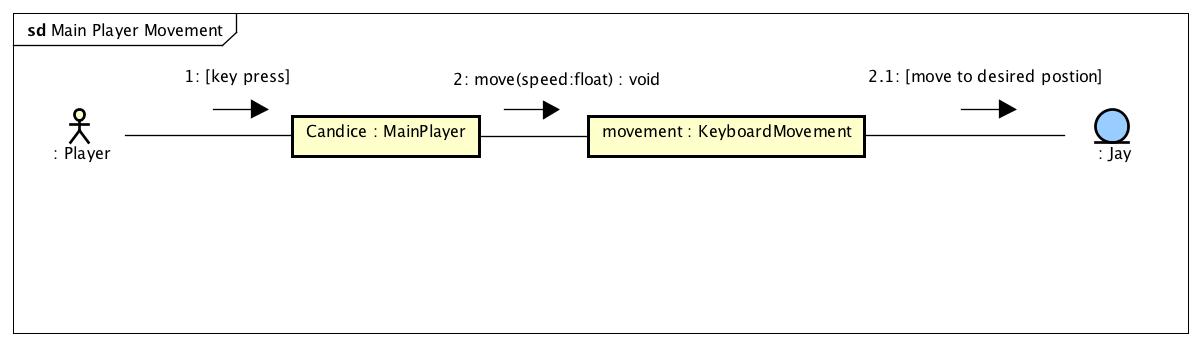 sd Main Player Movement
1: [key press]
2: move(speed:float) : void
2.1: [move to desired postion]
Candice : MainPlayer
movement : KeyboardMovement
: Player
: Jay